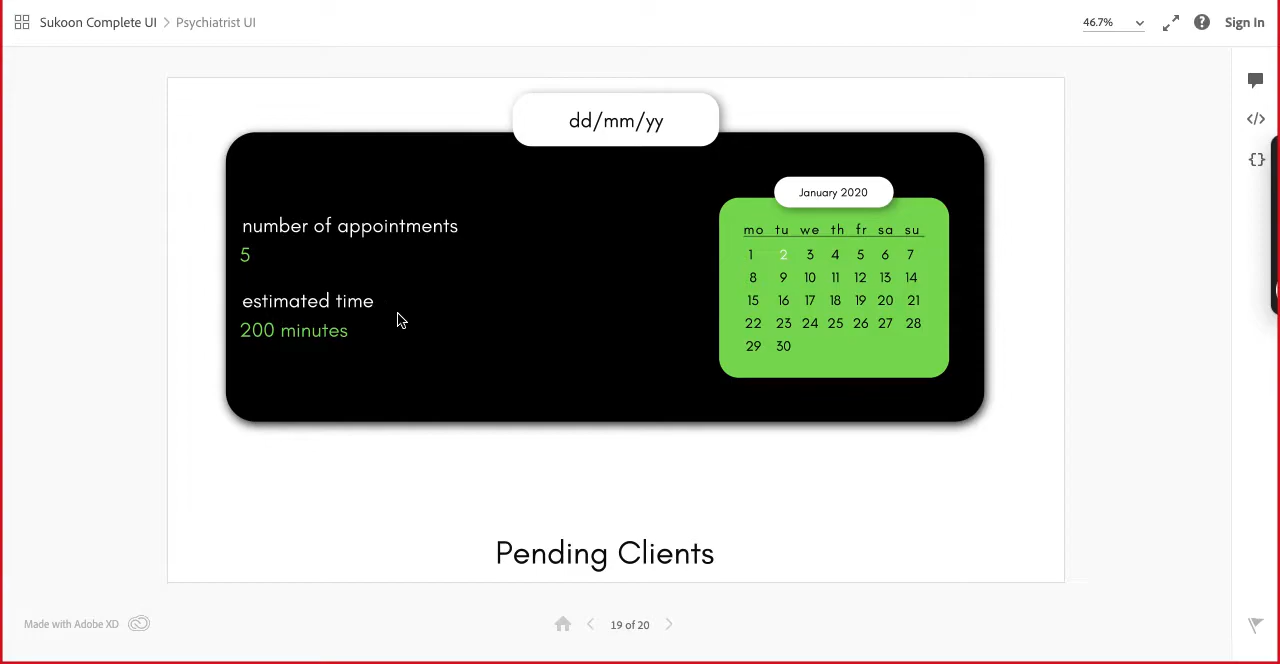 Sukoon Complete UI > Psychiatrist UI
46.7%
Sign In
dd/mm/yy
January 2020
number of appointments
5
estimated time
200 minutes
mo tu we th fr sa su
1 2 3 4 5 6 7
8 9 10 11 12 13 14
15 16 17 18 19 20 21
22 23 24 25 26 27 28
29 30
Pending Clients
Made with Adobe XD
19 of 20